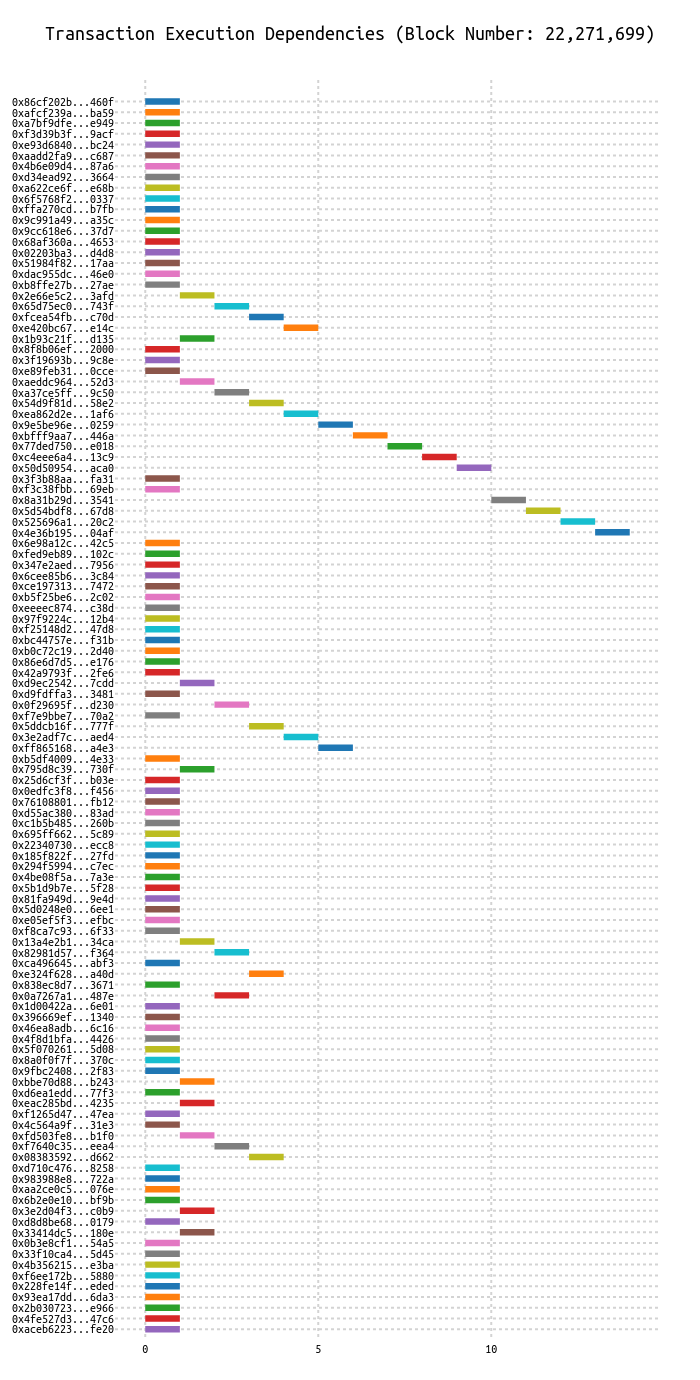 Transaction Execution Dependencies (Block Number: 22,271,699)
0x86cf202b...460f
0xafcf239a...ba59
0xa7bf9dfe...e949
0xf3d39b3f...9acf
0xe93d6840...bc24
0xaadd2fa9...c687
0x4b6e09d4...87a6
0xd34ead92...3664
0xa622ce6f...e68b
0x6f5768f2...0337
0xffa270cd...b7fb
0x9c991a49...a35c
0x9cc618e6...37d7
0x68af360a...4653
0x02203ba3...d4d8
0x51984f82...17aa
0xdac955dc...46e0
0xb8ffe27b...27ae
0x2e66e5c2...3afd
0x65d75ec0...743f
0xfcea54fb...c70d
0xe420bc67...e14c
0x1b93c21f...d135
0x8f8b06ef...2000
0x3f19693b...9c8e
0xe89feb31...0cce
0xaeddc964...52d3
0xa37ce5ff...9c50
0x54d9f81d...58e2
0xea862d2e...1af6
0x9e5be96e...0259
0xbfff9aa7...446a
0x77ded750...e018
0xc4eee6a4...13c9
0x50d50954...aca0
0x3f3b88aa...fa31
0xf3c38fbb...69eb
0x8a31b29d...3541
0x5d54bdf8...67d8
0x525696a1...20c2
0x4e36b195...04af
0x6e98a12c...42c5
0xfed9eb89...102c
0x347e2aed...7956
0x6cee85b6...3c84
0xce197313...7472
0xb5f25be6...2c02
0xeeeec874...c38d
0x97f9224c...12b4
0xf25148d2...47d8
0xbc44757e...f31b
0xb0c72c19...2d40
0x86e6d7d5...e176
0x42a9793f...2fe6
0xd9ec2542...7cdd
0xd9fdffa3...3481
0x0f29695f...d230
0xf7e9bbe7...70a2
0x5ddcb16f...777f
0x3e2adf7c...aed4
0xff865168...a4e3
0xb5df4009...4e33
0x795d8c39...730f
0x25d6cf3f...b03e
0x0edfc3f8...f456
0x76108801...fb12
0xd55ac380...83ad
0xc1b5b485...260b
0x695ff662...5c89
0x22340730...ecc8
0x185f822f...27fd
0x294f5994...c7ec
0x4be08f5a...7a3e
0x5b1d9b7e...5f28
0x81fa949d...9e4d
0x5d0248e0...6ee1
0xe05ef5f3...efbc
0xf8ca7c93...6f33
0x13a4e2b1...34ca
0x82981d57...f364
0xca496645...abf3
0xe324f628...a40d
0x838ec8d7...3671
0x0a7267a1...487e
0x1d00422a...6e01
0x396669ef...1340
0x46ea8adb...6c16
0x4f8d1bfa...4426
0x5f070261...5d08
0x8a0f0f7f...370c
0x9fbc2408...2f83
0xbbe70d88...b243
0xd6ea1edd...77f3
0xeac285bd...4235
0xf1265d47...47ea
0x4c564a9f...31e3
0xfd503fe8...b1f0
0xf7640c35...eea4
0x08383592...d662
0xd710c476...8258
0x983988e8...722a
0xaa2ce0c5...076e
0x6b2e0e10...bf9b
0x3e2d04f3...c0b9
0xd8d8be68...0179
0x33414dc5...180e
0x0b3e8cf1...54a5
0x33f10ca4...5d45
0x4b356215...e3ba
0xf6ee172b...5880
0x228fe14f...eded
0x93ea17dd...6da3
0x2b030723...e966
0x4fe527d3...47c6
0xaceb6223...fe20
0 5 10